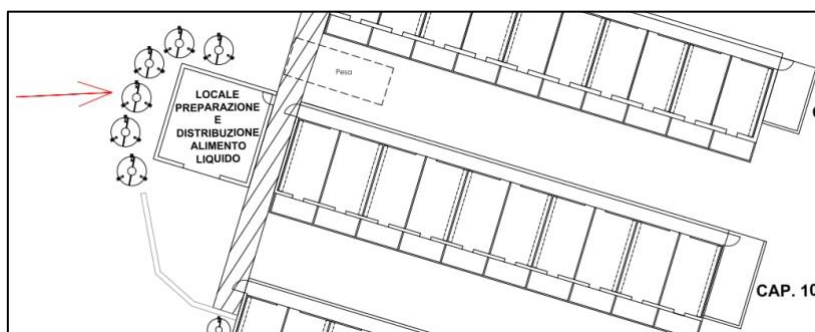 Pesa
LOCALE
PREPARAZIONE
E
DISTRIBUZIONE
ALIMENTO
LIQUIDO
CAP. 10